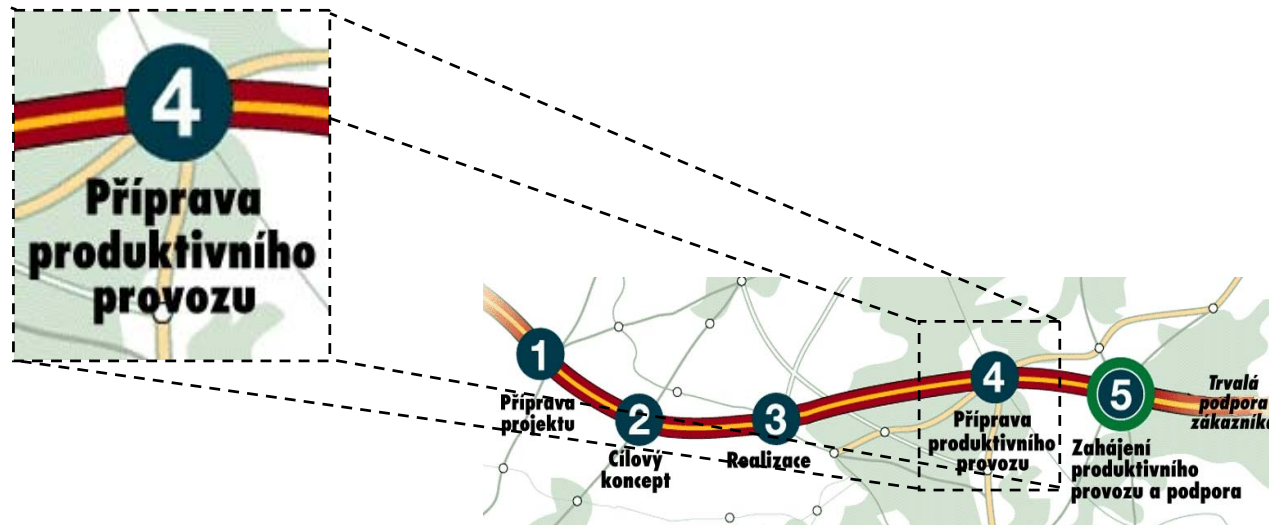 4
Příprava
produktivního
provozu
1
Příprava
projektu
2
Cílový
koncept
3
Realizace
4
Příprava
produktivního
provozu
5
Zahájení
produktivního
provozu a podpora
Trvalá
podpora
zákazníka